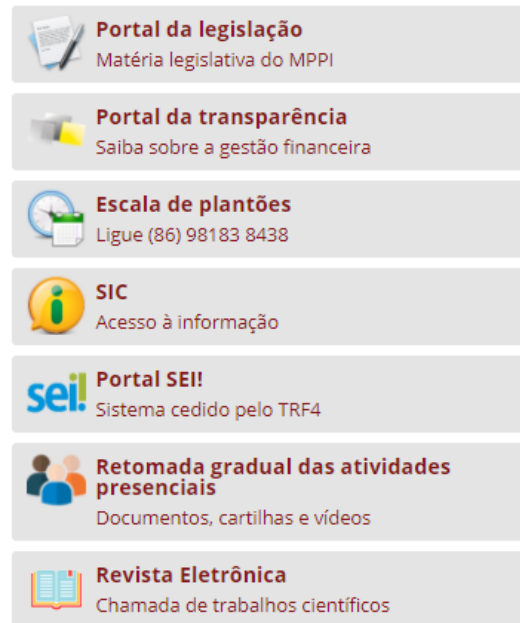 Portal da legislação
Matéria legislativa do MPPI
Portal da transparência
Saiba sobre a gestão financeira
Escala de plantões
Ligue (86) 98183 8438
SIC
Acesso à informação
sei!
Portal SEI!
Sistema cedido pelo TRF4
Retomada gradual das atividades
presenciais
Documentos, cartilhas e vídeos
Revista Eletrônica
Chamada de trabalhos científicos